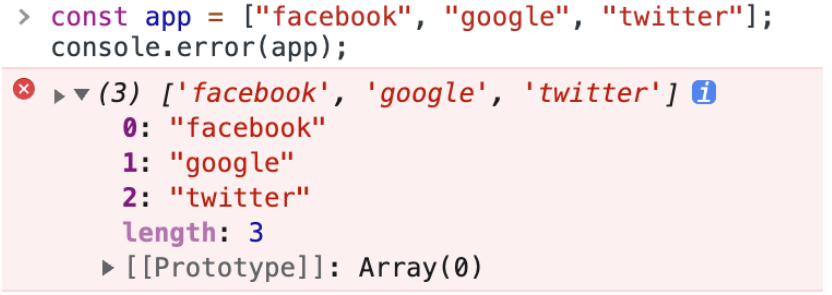 const app = ["facebook", "google", "twitter"];
console.error(app);
(3) ['facebook', 'google', 'twitter'] i
0: "facebook"
1: "google"
2: "twitter"
length: 3
[[Prototype]]: Array(0)